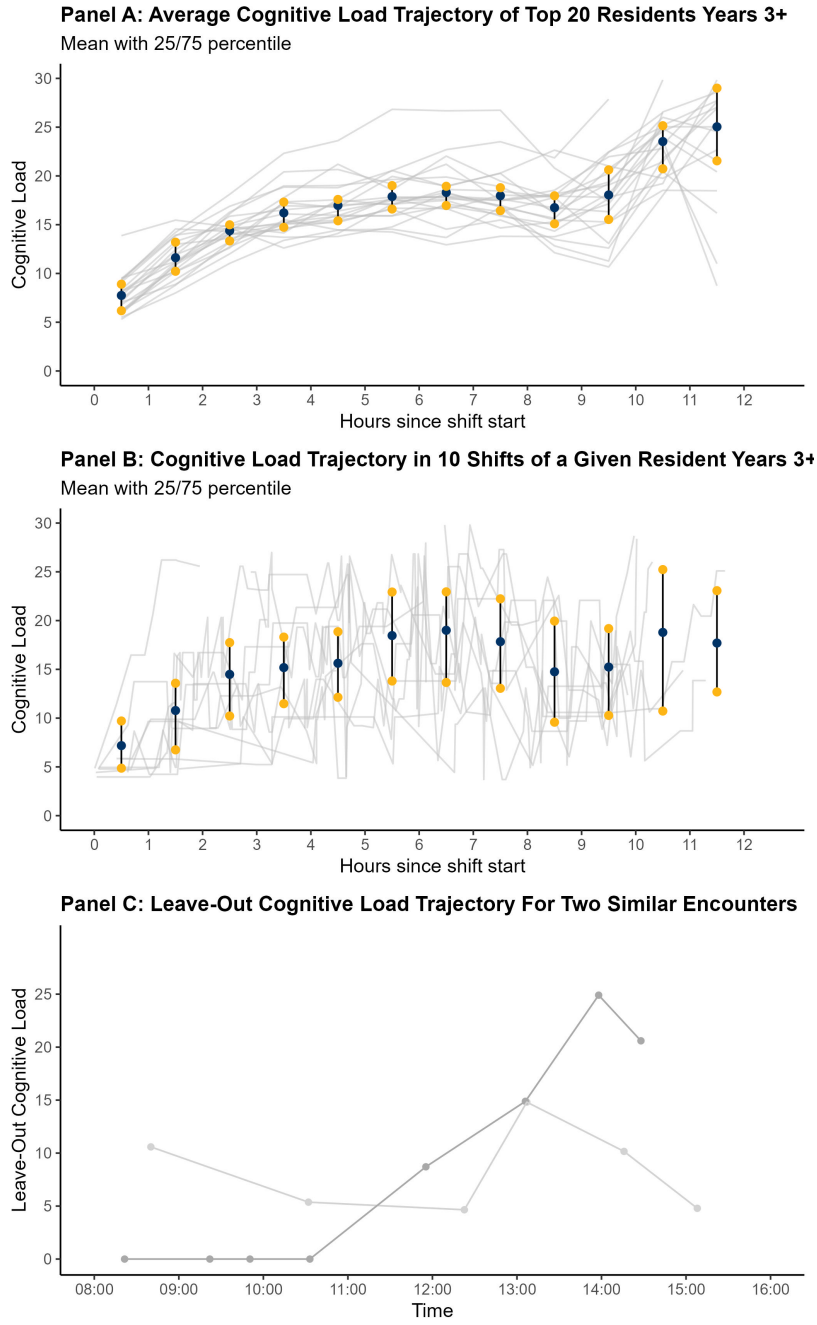 Panel A: Average Cognitive Load Trajectory of Top 20 Residents Years 3+
Mean with 25/75 percentile
Cognitive Load
30
25
20
15
10
5
0
0 1 2 3 4 5 6 7 8 9 10 11 12
Hours since shift start
Panel B: Cognitive Load Trajectory in 10 Shifts of a Given Resident Years 3+
Mean with 25/75 percentile
Cognitive Load
30
25
20
15
10
5
0
0 1 2 3 4 5 6 7 8 9 10 11 12
Hours since shift start
Panel C: Leave-Out Cognitive Load Trajectory For Two Similar Encounters
Leave-Out Cognitive Load
25
20
15
10
5
0
08:00 09:00 10:00 11:00 12:00 13:00 14:00 15:00 16:00
Time